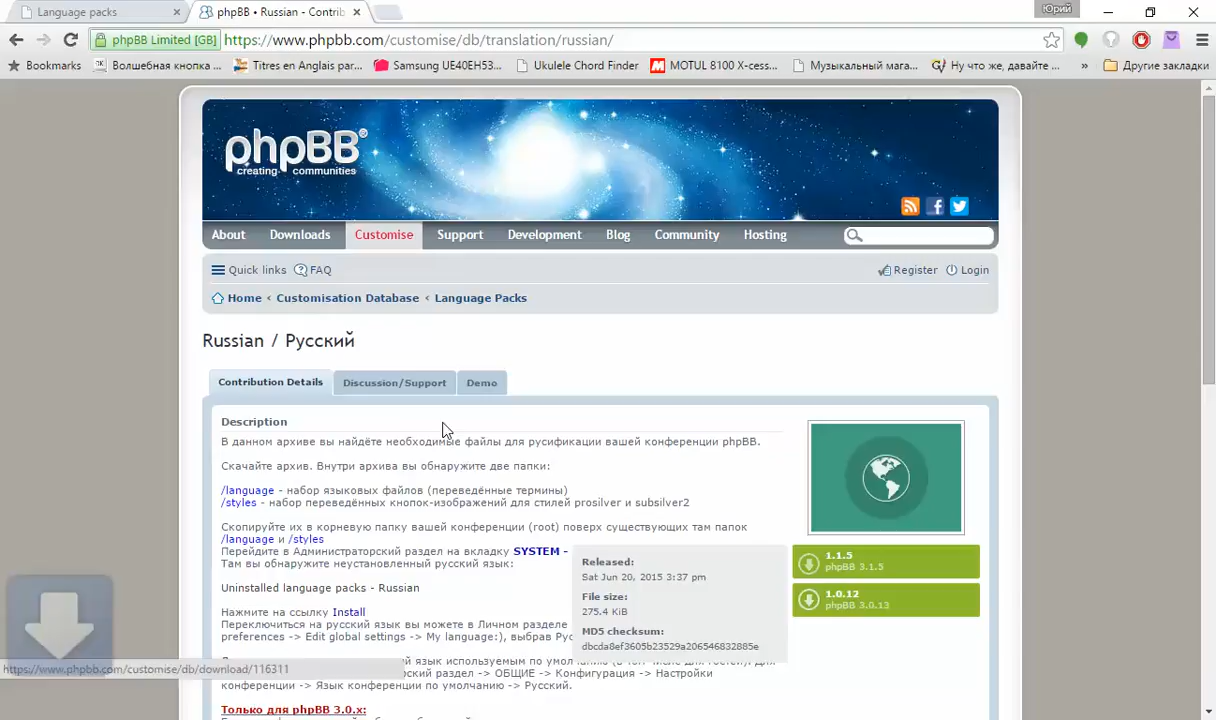 Language packs
phpBB • Russian - Contrib
Юрий
phpBB Limited [GB]
https://www.phpbb.com/customise/db/translation/russian/
Bookmarks
Волшебная кнопка ...
Titres en Anglais par...
Samsung UE40EH53...
Ukulele Chord Finder
MOTUL 8100 X-cess...
Музыкальный мага...
Ну что же, давайте ...
»
Другие закладки
phpBB®
creating communities
About
Downloads
Customise
Support
Development
Blog
Community
Hosting
Quick links
FAQ
Register
Login
Home ‹ Customisation Database ‹ Language Packs
Russian / Русский
Contribution Details
Discussion/Support
Demo
Description
В данном архиве вы найдёте необходимые файлы для русификации вашей конференции phpBB.
Скачайте архив. Внутри архива вы обнаружите две папки:
/language - набор языковых файлов (переведённые термины)
/styles - набор переведённых кнопок-изображений для стилей prosilver и subsilver2
Скопируйте их в корневую папку вашей конференции (root) поверх существующих там папок
/language и /styles
Перейдите в Администраторский раздел на вкладку SYSTEM -
Там вы обнаружите неустановленный русский язык:
Uninstalled language packs - Russian
Нажмите на ссылку Install
Переключиться на русский язык вы можете в Личном разделе
preferences -> Edit global settings -> My language:), выбрав Рус
язык используемым по
рский раздел -> ОБЩИЕ -> Конфигурация -> Настройки
конференции -> Язык конференции по умолчанию -> Русский.
Только для phpBB 3.0.x:
Released:
Sat Jun 20, 2015 3:37 pm
File size:
275.4 KiB
MD5 checksum:
dbcda8ef3605b23529a206546832885e
1.1.5
phpBB 3.1.5
1.0.12
phpBB 3.0.13
https://www.phpbb.com/customise/db/download/116311